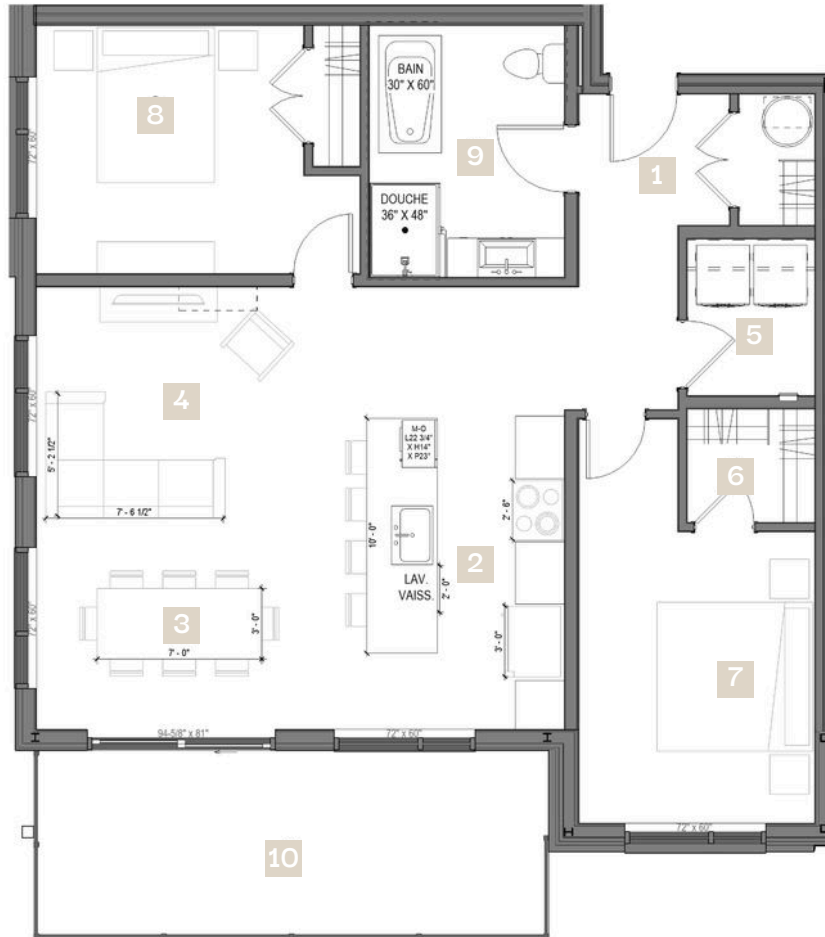 BAIN
30" X 60"
8
72" x 60"
9
1
DOUCHE
36" X 48"
5
4
72" x 60"
5' - 2 1/2"
7' - 6 1/2"
M-D
L22 3/4"
X H14"
X P23"
6
2' - 6"
10' - 0"
2
LAV.
VAISS.
2' - 0"
72" x 60"
3
3' - 0"
7' - 0"
3' - 0"
7
94-5/8" x 81"
72" x 60"
72" x 60"
10